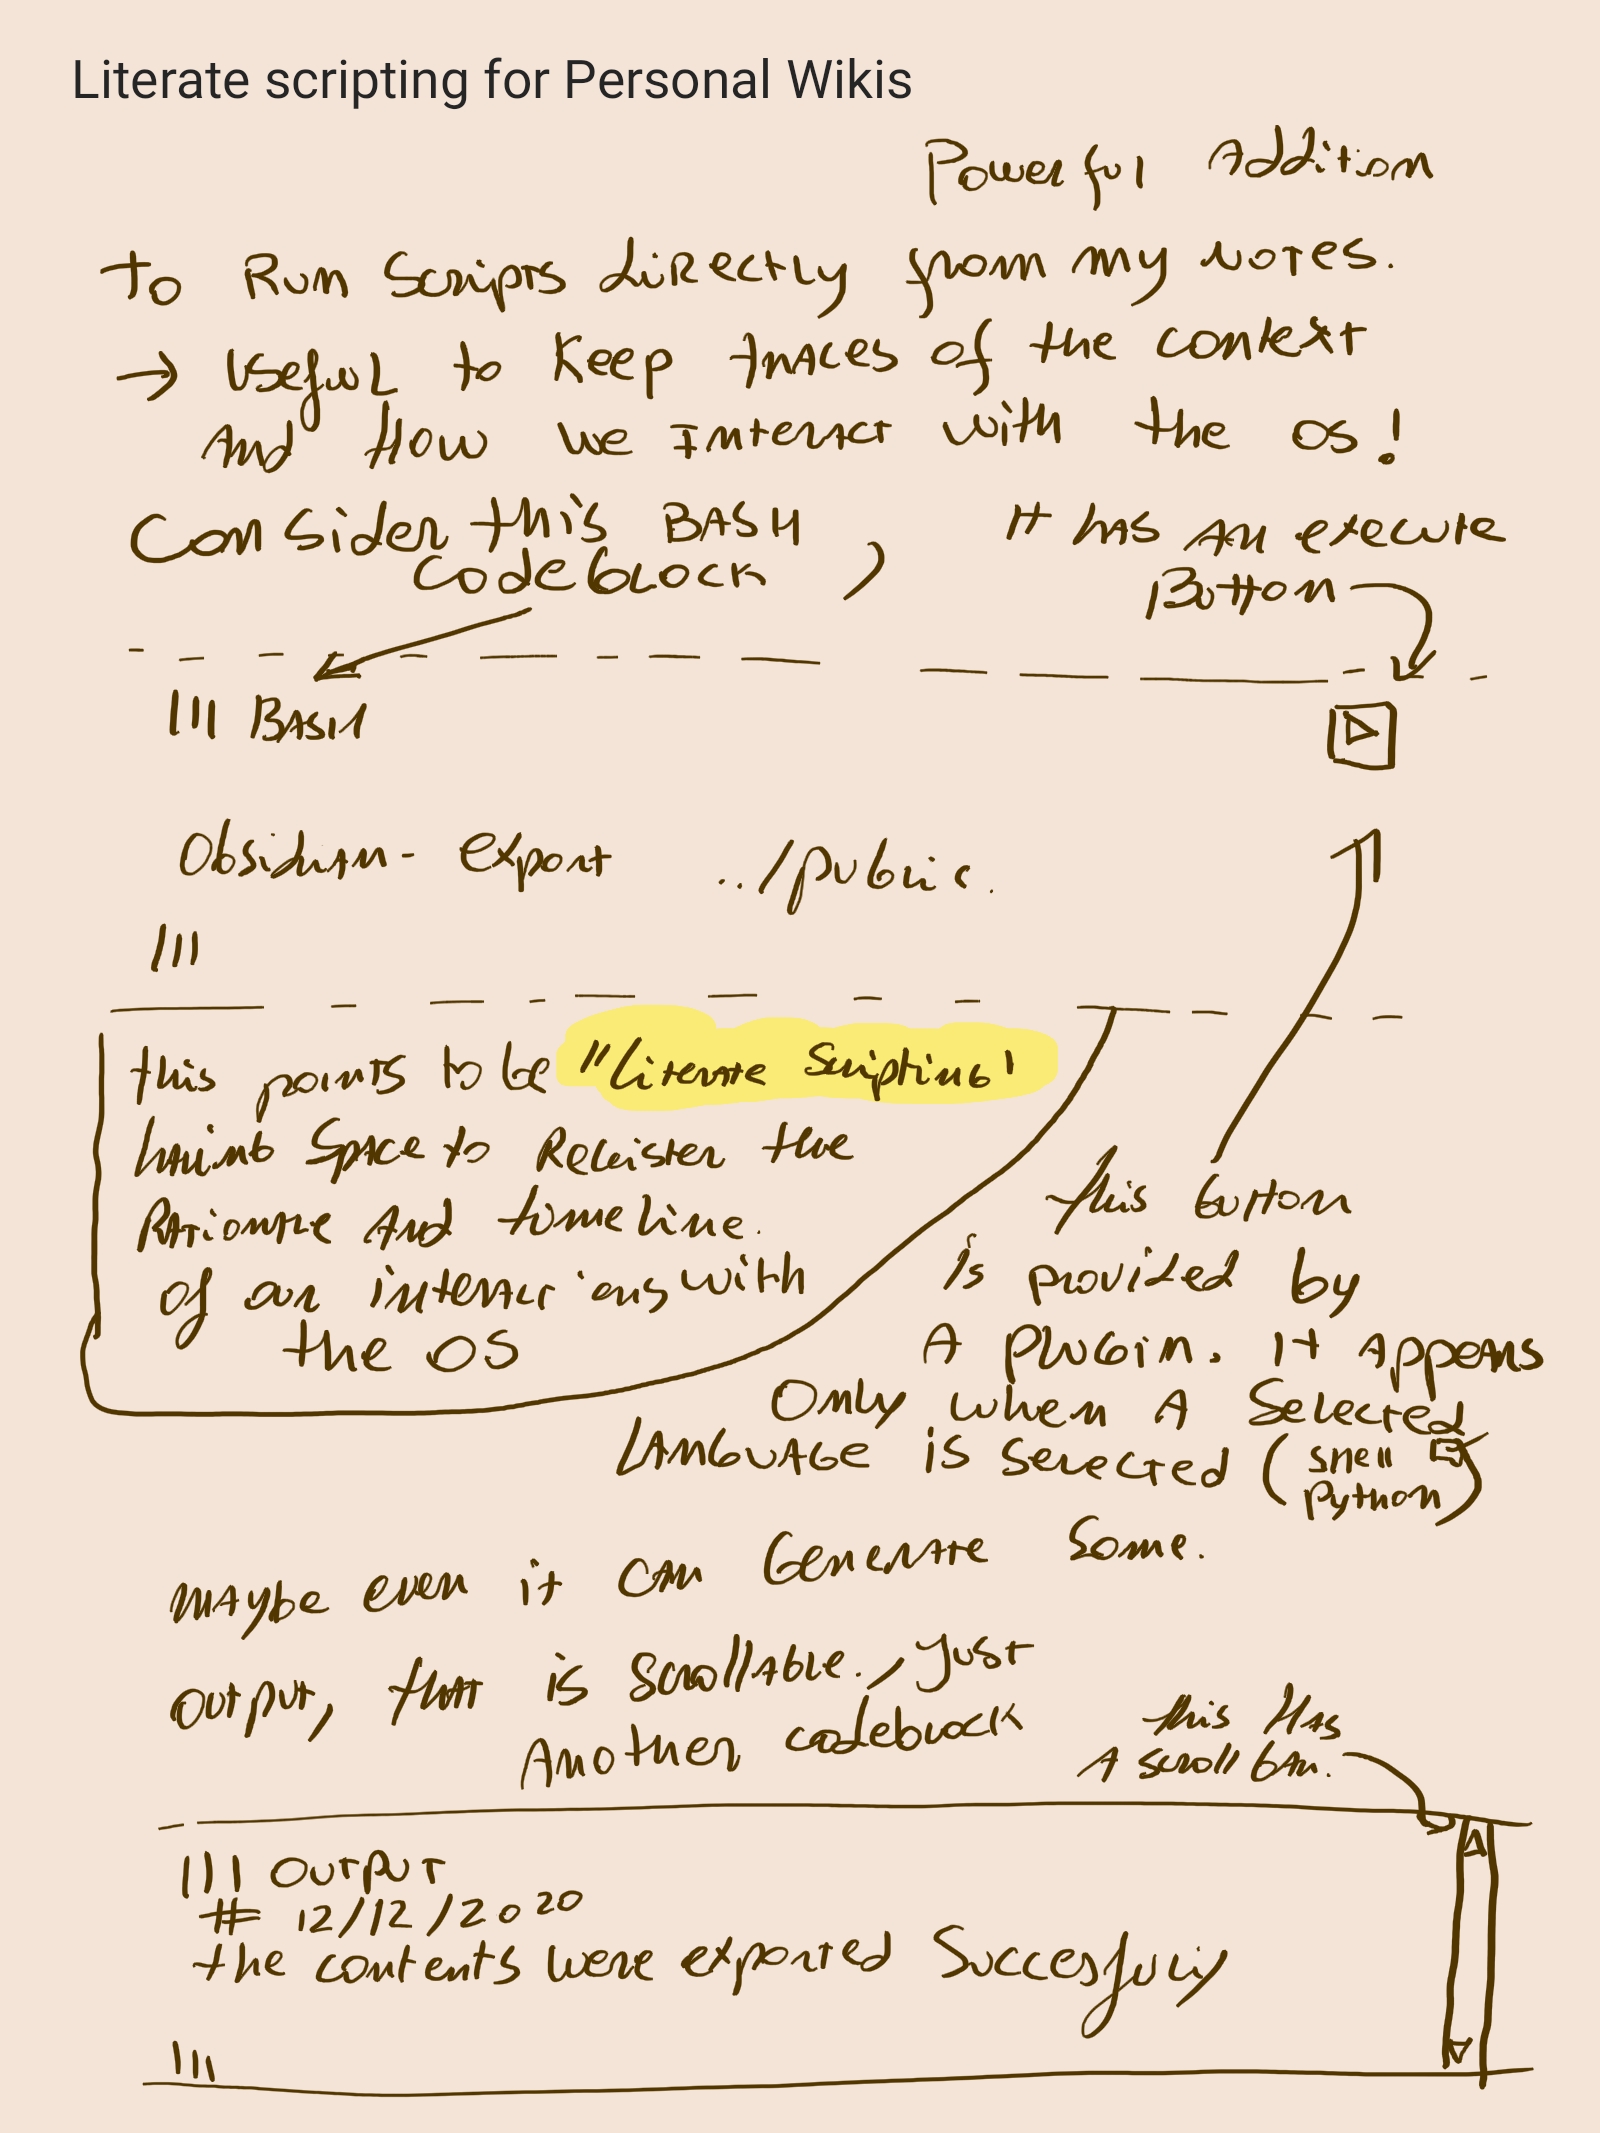 Literate scripting for Personal Wikis
Powerful Addition
to Run Scripts directly from my notes.
→ Useful to keep traces of the context
And How we Interact with the OS!
Consider this BASH
codeblock , It has an execute
Button
||| BASH
Obsidian-export ../public.
|||
this points to be "Literate Scripting"
having Space to Register the
Rationale And timeline.
of our interactions with
the OS
this button
is provided by
A plugin. It appears
Only when A Selected
LANGUAGE is selected (shell
python)
maybe even it can Generate Some.
output, that is scrollable., just
Another codeblock
this Has
A scroll bar.
||| OUTPUT
# 12/12/2020
the contents were exported Succesfully
|||